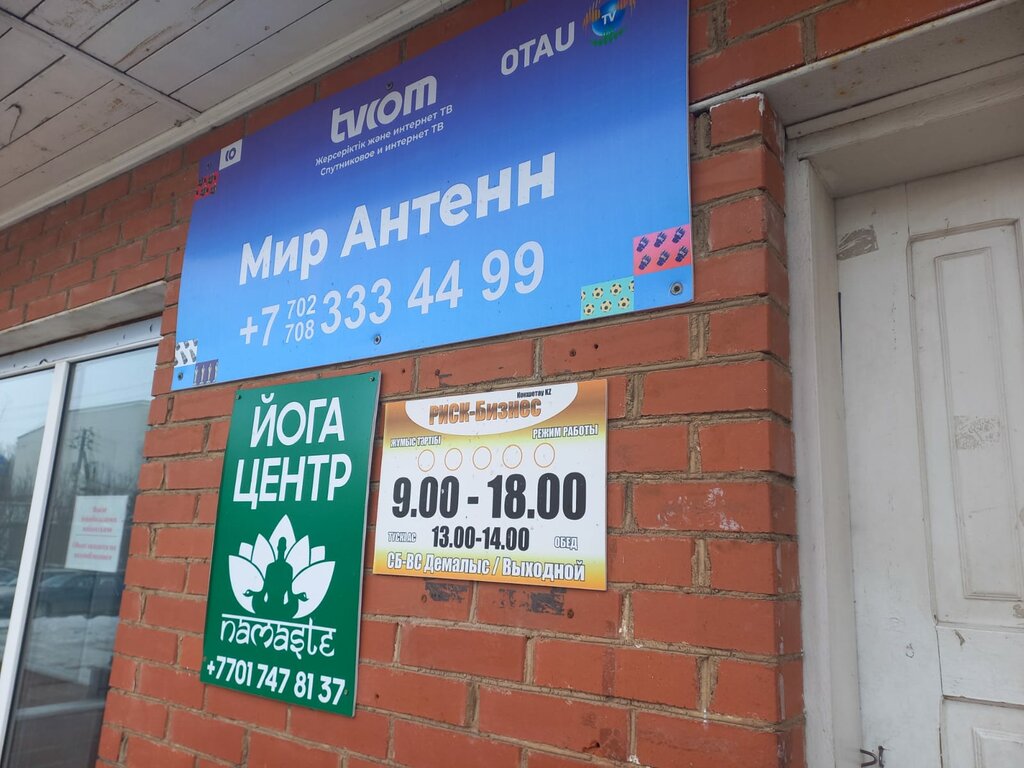 OTAU TV
tvcom
Жерсеріктік және интернет ТВ
Спутниковое и интернет ТВ
Мир Антенн
+7 702 708 333 44 99
ЙОГА
ЦЕНТР
namaste
+7701 747 81 37
Кокшетау KZ
РИСК-Бизнес
ЖҰМЫС ТӘРТІБІ РЕЖИМ РАБОТЫ
9.00 - 18.00
ТҮСКІ АС 13.00-14.00 ОБЕД
СБ-ВС Демалыс / Выходной